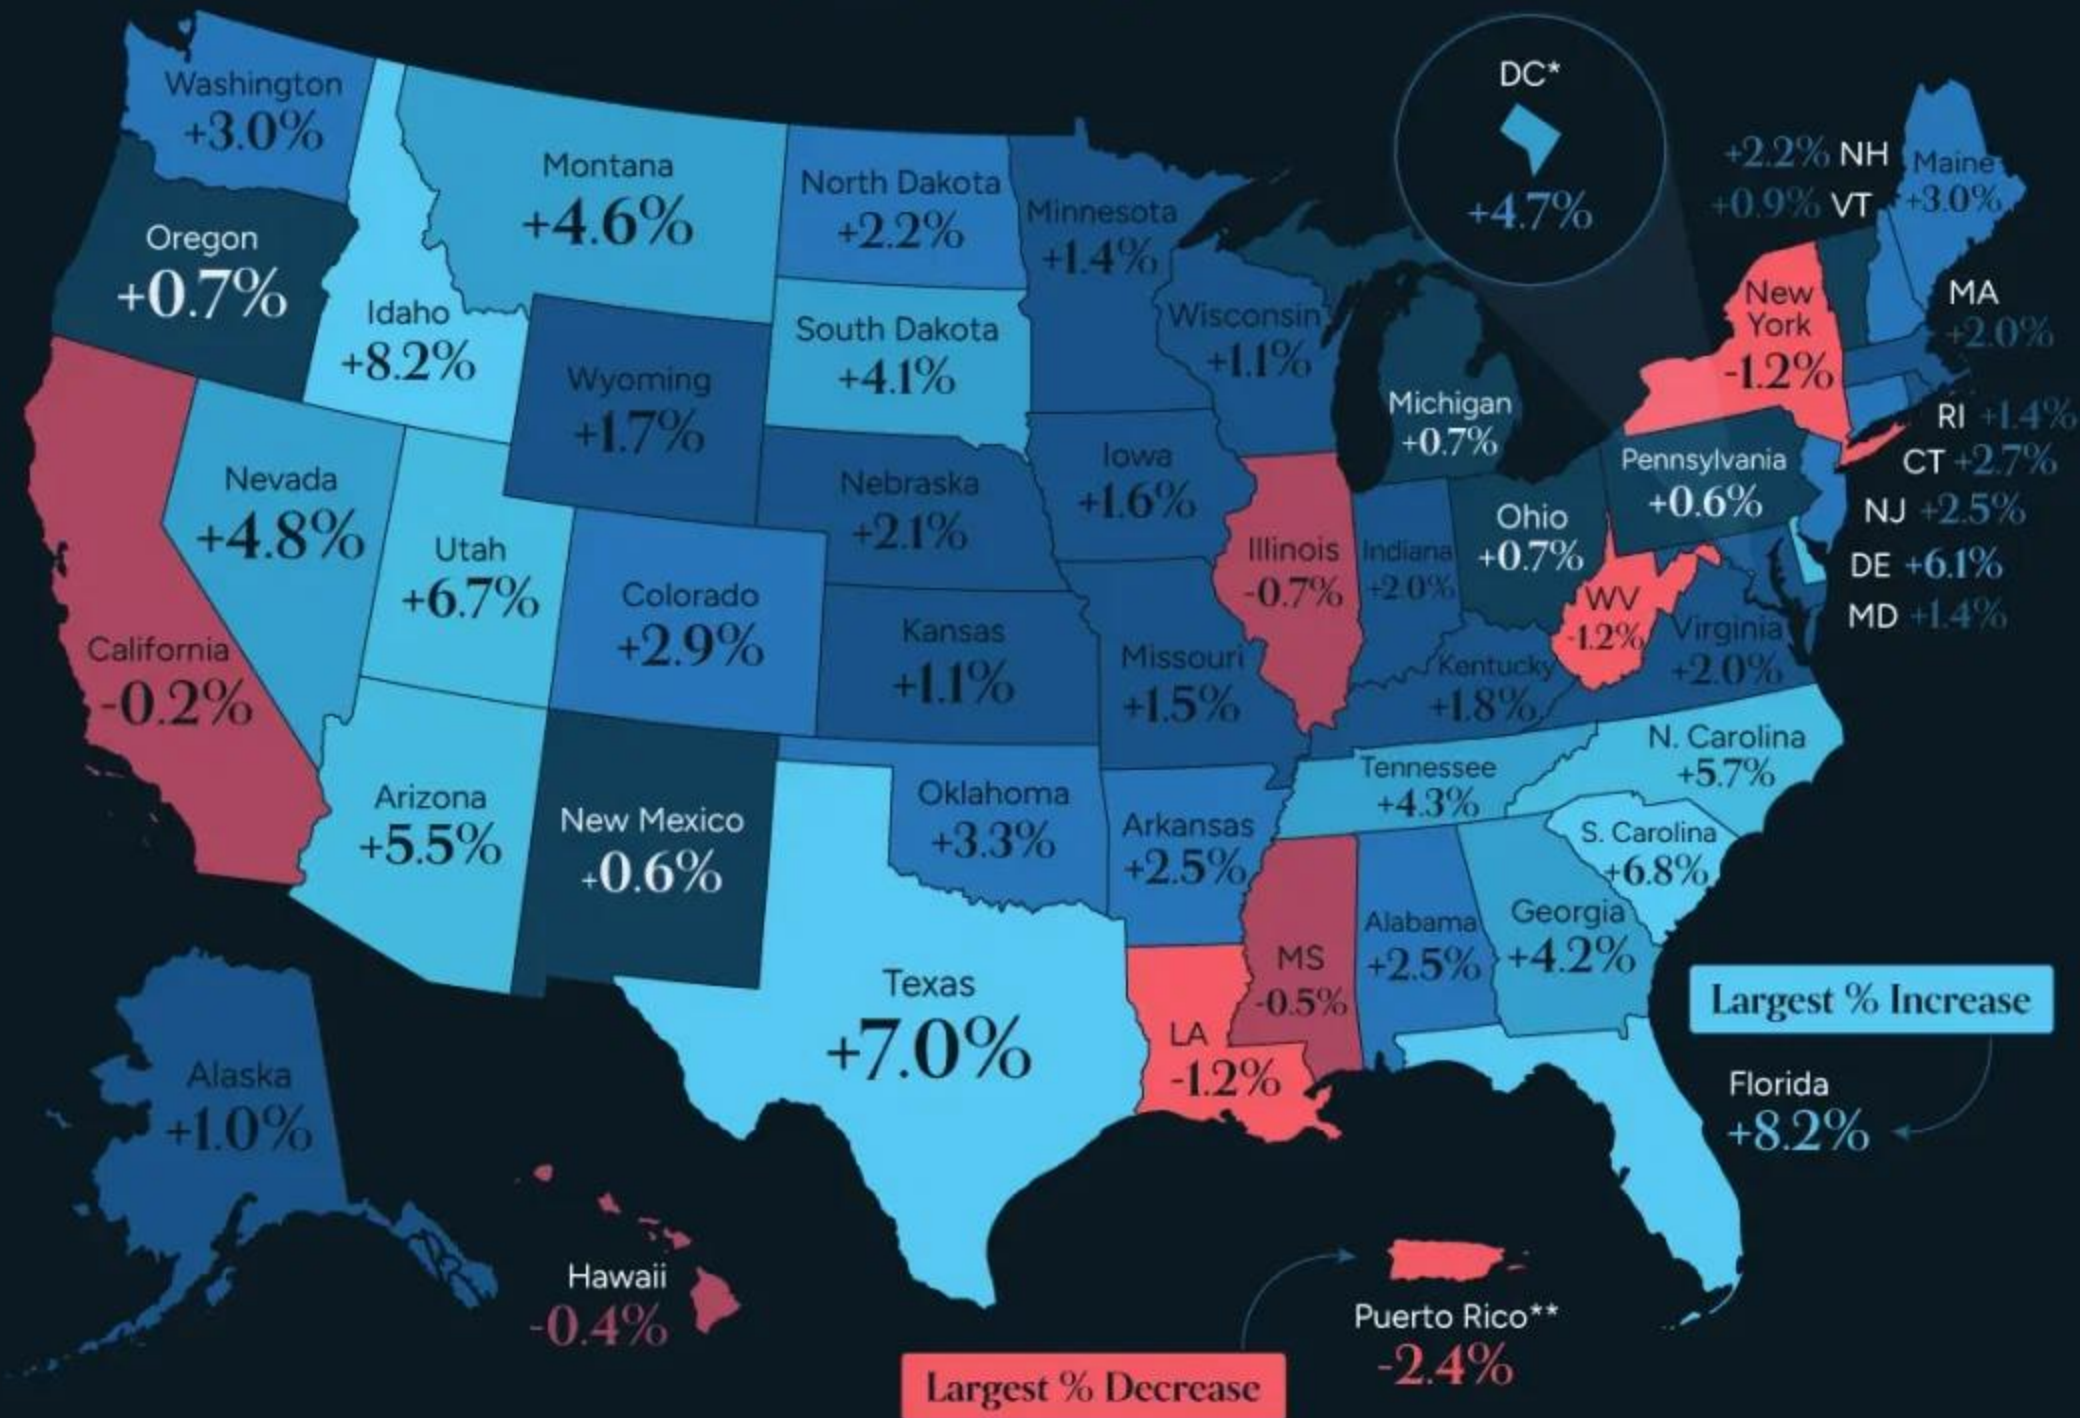 Washington
+3.0%
Oregon
+0.7%
California
-0.2%
Idaho
+8.2%
Nevada
+4.8%
Montana
+4.6%
Wyoming
+1.7%
Utah
+6.7%
Colorado
+2.9%
Arizona
+5.5%
New Mexico
+0.6%
North Dakota
+2.2%
South Dakota
+4.1%
Nebraska
+2.1%
Kansas
+1.1%
Oklahoma
+3.3%
Texas
+7.0%
Minnesota
+1.4%
Iowa
+1.6%
Missouri
+1.5%
Arkansas
+2.5%
LA
-1.2%
Wisconsin
+1.1%
Illinois
-0.7%
Michigan
+0.7%
Indiana
+2.0%
Ohio
+0.7%
Kentucky
+1.8%
Tennessee
+4.3%
MS
-0.5%
Alabama
+2.5%
Georgia
+4.2%
S. Carolina
+6.8%
N. Carolina
+5.7%
Virginia
+2.0%
WV
-1.2%
Pennsylvania
+0.6%
New
York
-1.2%
DC*
+4.7%
+2.2% NH
+0.9% VT
Maine
+3.0%
MA
+2.0%
RI +1.4%
CT +2.7%
NJ +2.5%
DE +6.1%
MD +1.4%
Largest % Increase
Florida
+8.2%
Alaska
+1.0%
Hawaii
-0.4%
Puerto Rico**
-2.4%
Largest % Decrease